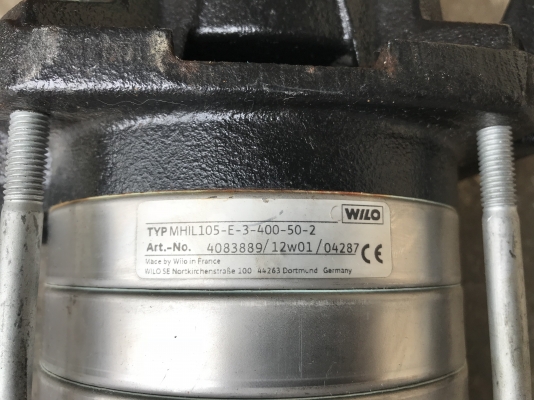 WILO
TYP MHIL105-E-3-400-50-2
Art.-No. 4083889/12w01/04287 CE
Made by Wilo in France
WILO SE Nortkirchenstraße 100 44263 Dortmund Germany